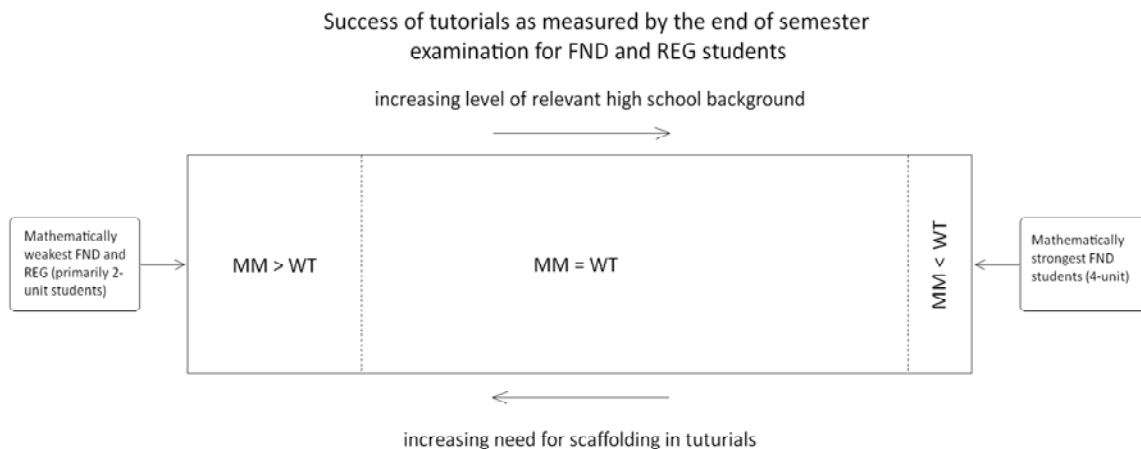 Success of tutorials as measured by the end of semester
examination for FND and REG students
increasing level of relevant high school background
Mathematically
weakest FND and
REG (primarily 2-
unit students)
MM > WT
MM = WT
MM < WT
Mathematically
strongest FND
students (4-unit)
increasing need for scaffolding in tuturials